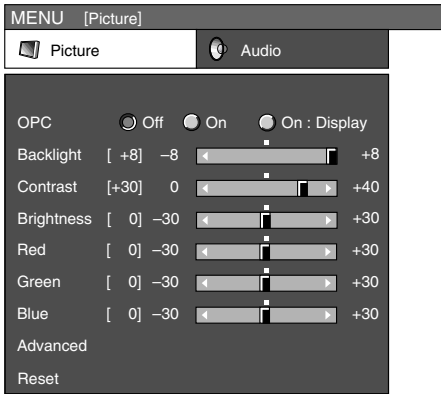 MENU [Picture]
Picture Audio
OPC Off On On : Display
Backlight [ +8] –8 +8
Contrast [+30] 0 +40
Brightness [ 0] –30 +30
Red [ 0] –30 +30
Green [ 0] –30 +30
Blue [ 0] –30 +30
Advanced
Reset